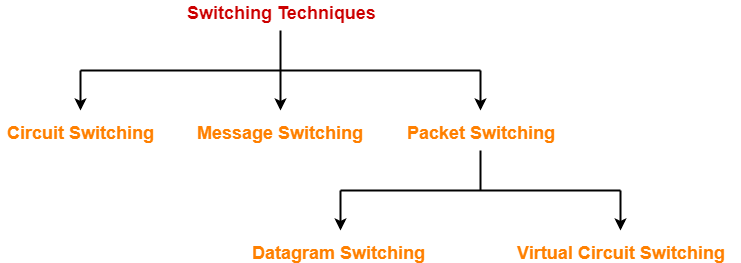 Switching Techniques
Circuit Switching
Message Switching
Packet Switching
Datagram Switching
Virtual Circuit Switching